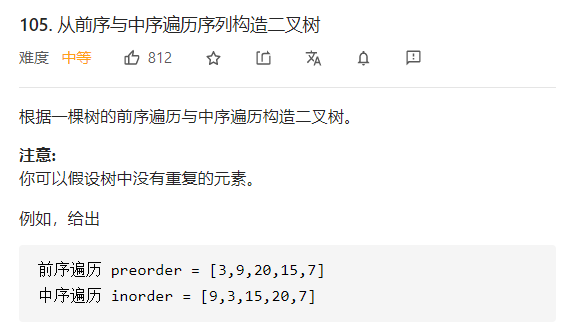 105. 从前序与中序遍历序列构造二叉树
难度 中等 812
根据一棵树的前序遍历与中序遍历构造二叉树。
注意:
你可以假设树中没有重复的元素。
例如，给出
前序遍历 preorder = [3,9,20,15,7]
中序遍历 inorder = [9,3,15,20,7]